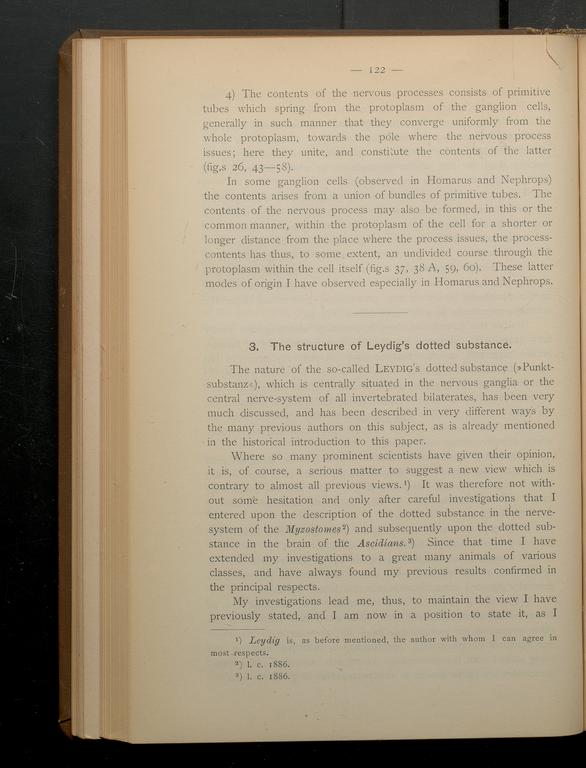 — 122 —
4) The contents of the nervous processes consists of primitive
tubes which spring from the protoplasm of the ganglion cells,
generally in such manner that they converge uniformly from the
whole protoplasm, towards the pole where the nervous process
issues; here they unite, and constitute the contents of the latter
(fig.s 26, 43—58).
In some ganglion cells (observed in Homarus and Nephrops)
the contents arises from a union of bundles of primitive tubes. The
contents of the nervous process may also be formed, in this or the
common manner, within the protoplasm of the cell for a shorter or
longer distance from the place where the process issues, the process-
contents has thus, to some extent, an undivided course through the
protoplasm within the cell itself (fig.s 37, 38 A, 59, 60). These latter
modes of origin I have observed especially in Homarus and Nephrops.
3. The structure of Leydig's dotted substance.
The nature of the so-called LEYDIG's dotted substance (»Punkt-
substanz«), which is centrally situated in the nervous ganglia or the
central nerve-system of all invertebrated bilaterates, has been very
much discussed, and has been described in very different ways by
the many previous authors on this subject, as is already mentioned
in the historical introduction to this paper.
Where so many prominent scientists have given their opinion,
it is, of course, a serious matter to suggest a new view which is
contrary to almost all previous views.¹) It was therefore not with-
out some hesitation and only after careful investigations that I
entered upon the description of the dotted substance in the nerve-
system of the Myzostomes²) and subsequently upon the dotted sub-
stance in the brain of the Ascidians.³) Since that time I have
extended my investigations to a great many animals of various
classes, and have always found my previous results confirmed in
the principal respects.
My investigations lead me, thus, to maintain the view I have
previously stated, and I am now in a position to state it, as I
¹) Leydig is, as before mentioned, the author with whom I can agree in
most respects.
²) l. c. 1886.
³) l. c. 1886.